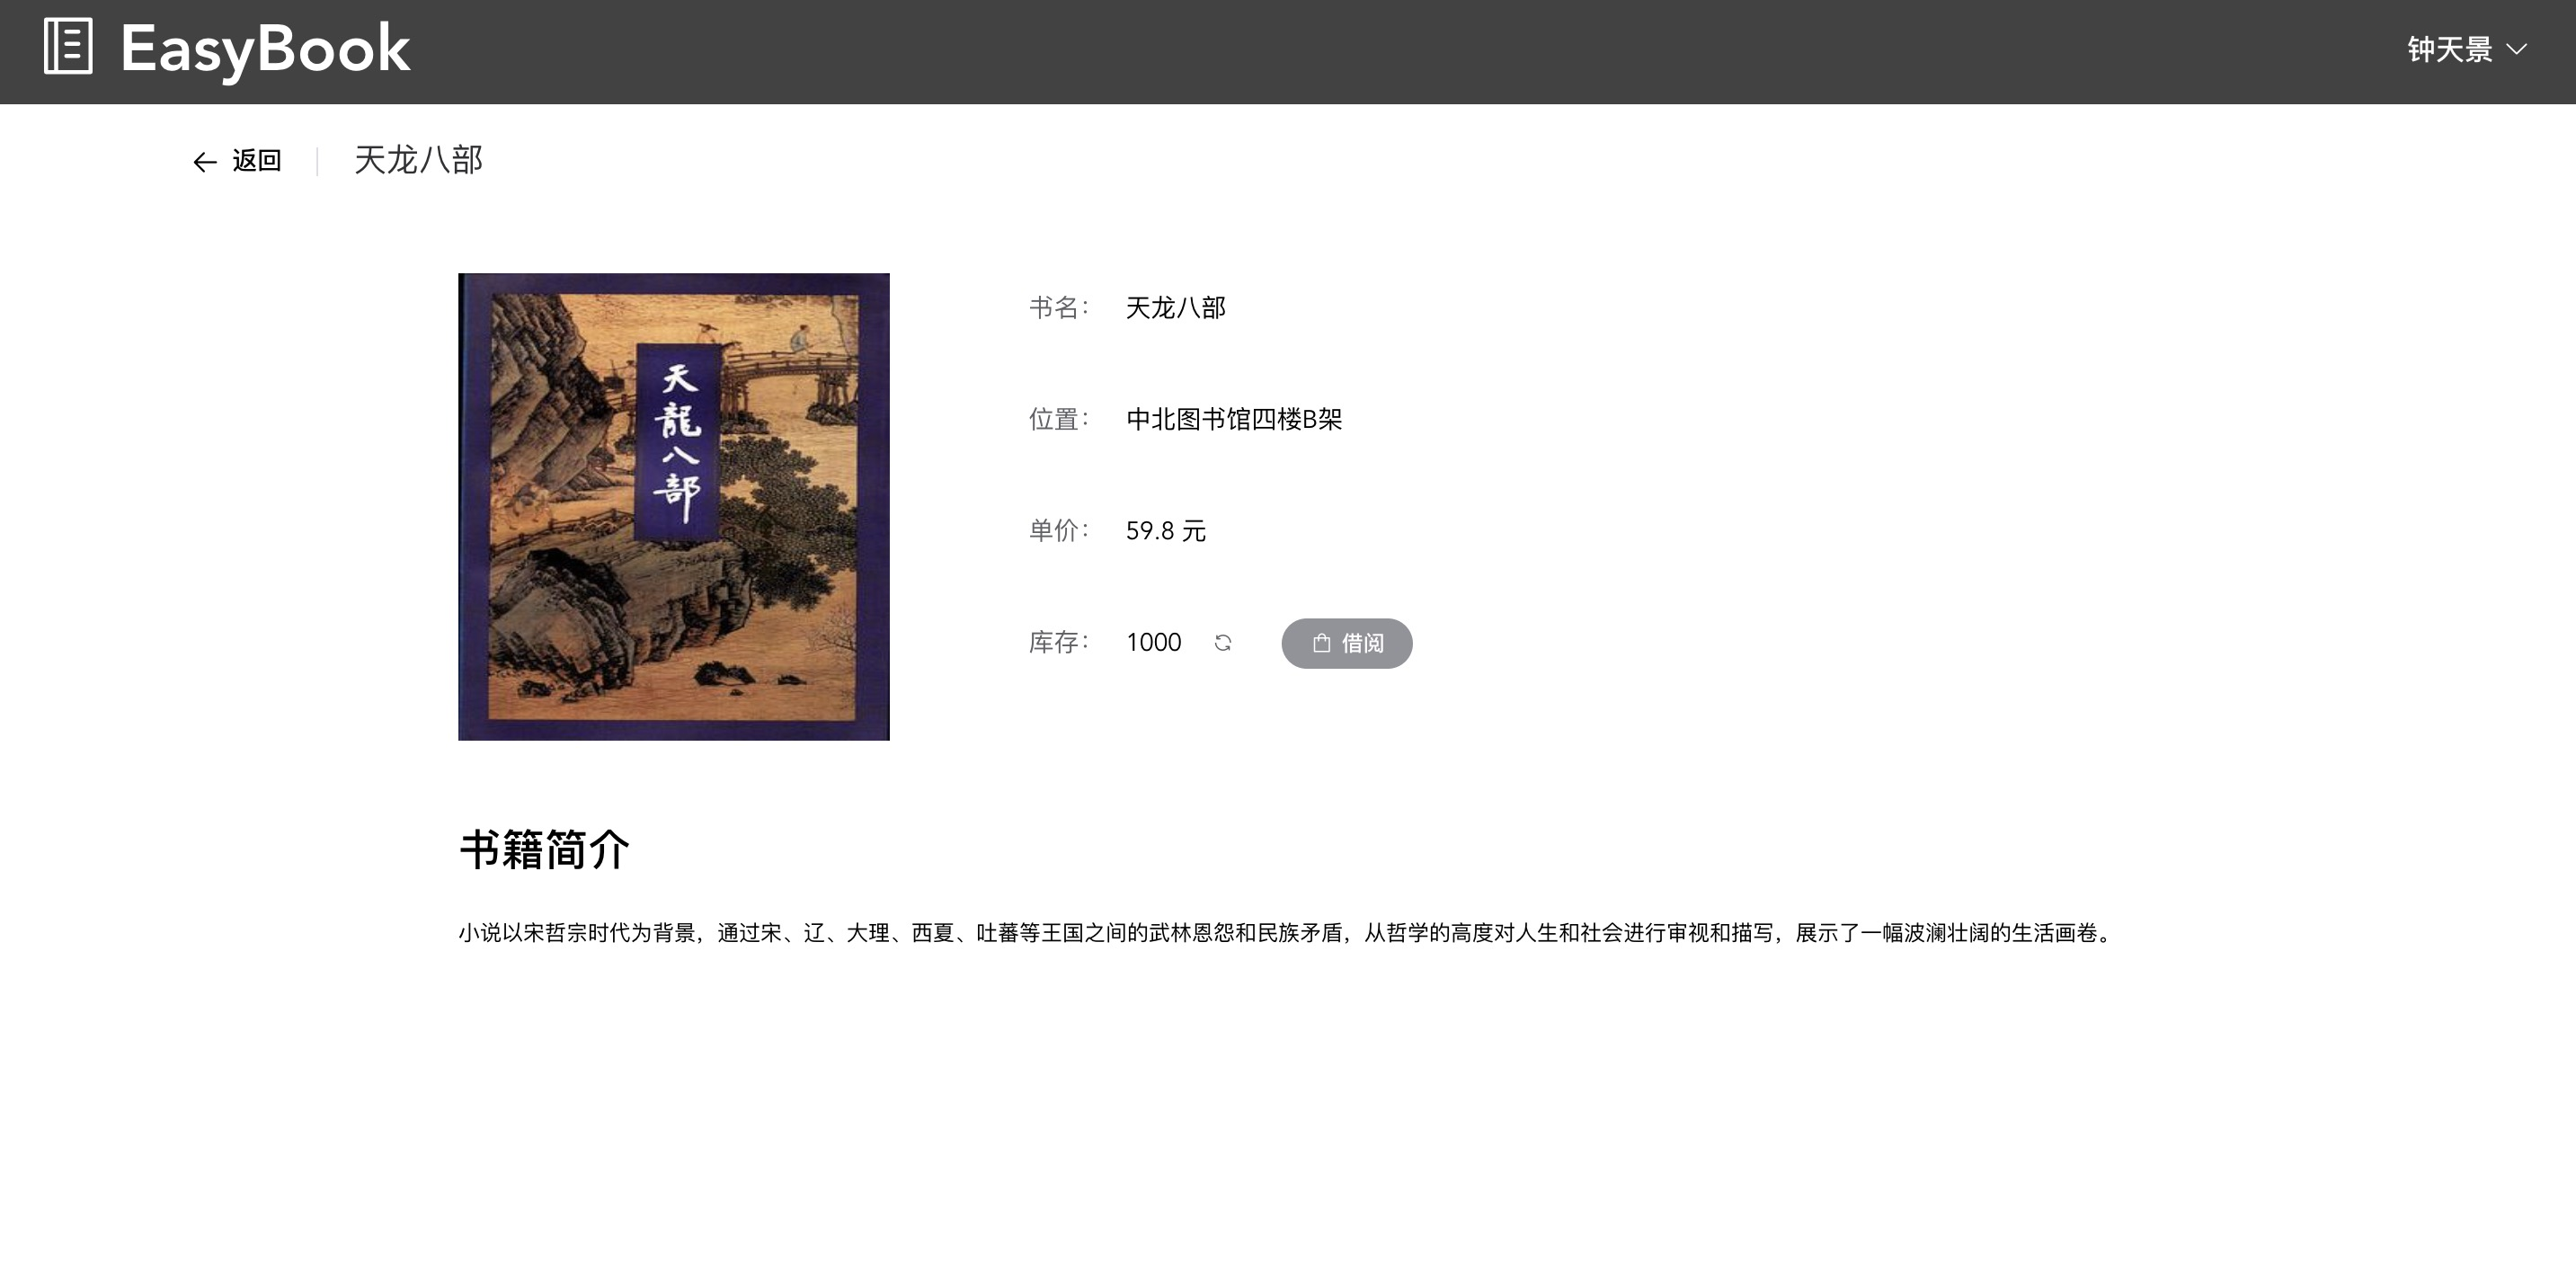 EasyBook
钟天景
返回
天龙八部
天龍八部
书名：
天龙八部
位置：
中北图书馆四楼B架
单价：
59.8 元
库存：
1000
借阅
书籍简介
小说以宋哲宗时代为背景，通过宋、辽、大理、西夏、吐蕃等王国之间的武林恩怨和民族矛盾，从哲学的高度对人生和社会进行审视和描写，展示了一幅波澜壮阔的生活画卷。